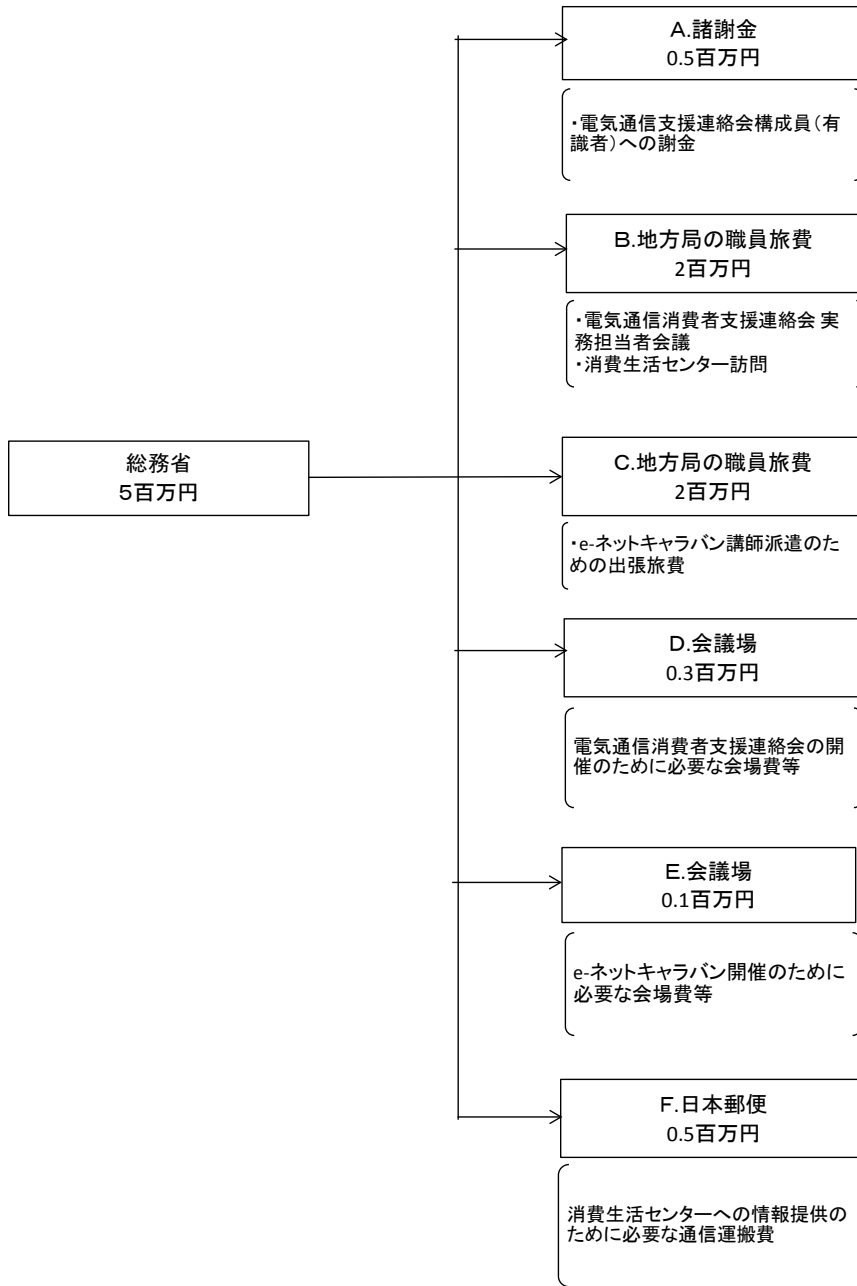 A.諸謝金
0.5百万円
・電気通信支援連絡会構成員（有
識者）への謝金
B.地方局の職員旅費
2百万円
・電気通信消費者支援連絡会 実
務担当者会議
・消費生活センター訪問
総務省
５百万円
C.地方局の職員旅費
2百万円
・e-ネットキャラバン講師派遣のた
めの出張旅費
D.会議場
0.3百万円
電気通信消費者支援連絡会の開
催のために必要な会場費等
E.会議場
0.1百万円
e-ネットキャラバン開催のために
必要な会場費等
F.日本郵便
0.5百万円
消費生活センターへの情報提供の
ために必要な通信運搬費